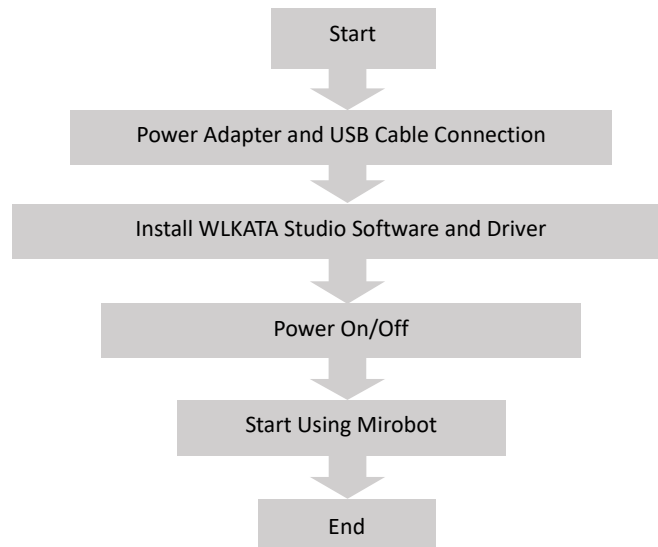 Start
Power Adapter and USB Cable Connection
Install WLKATA Studio Software and Driver
Power On/Off
Start Using Mirobot
End